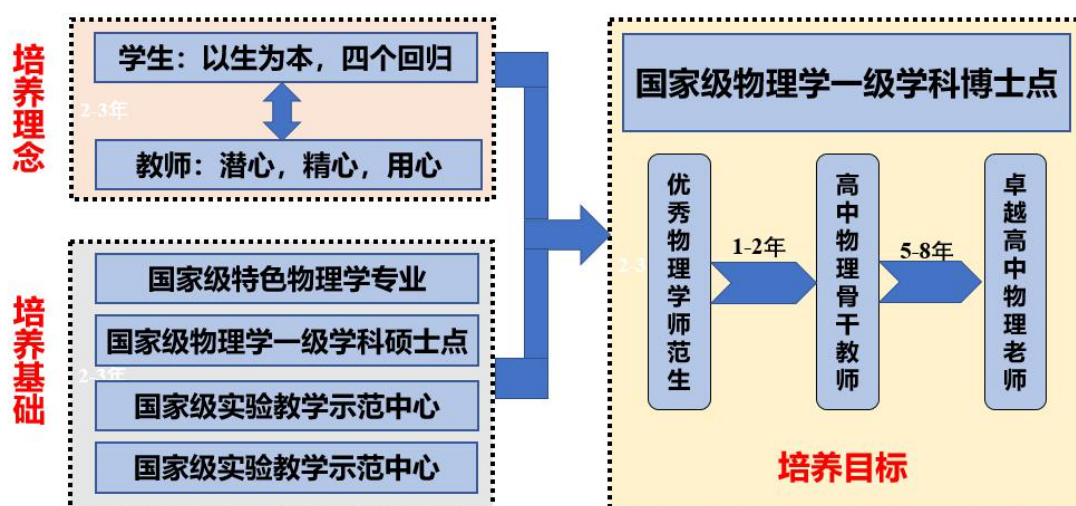 培养理念
学生：以生为本，四个回归
2-3年
教师：潜心，精心，用心
培养基础
国家级特色物理学专业
国家级物理学一级学科硕士点
2-3年
国家级实验教学示范中心
国家级实验教学示范中心
国家级物理学一级学科博士点
优秀物理学师范生
2-3
1-2年
高中物理骨干教师
5-8年
卓越高中物理老师
培养目标